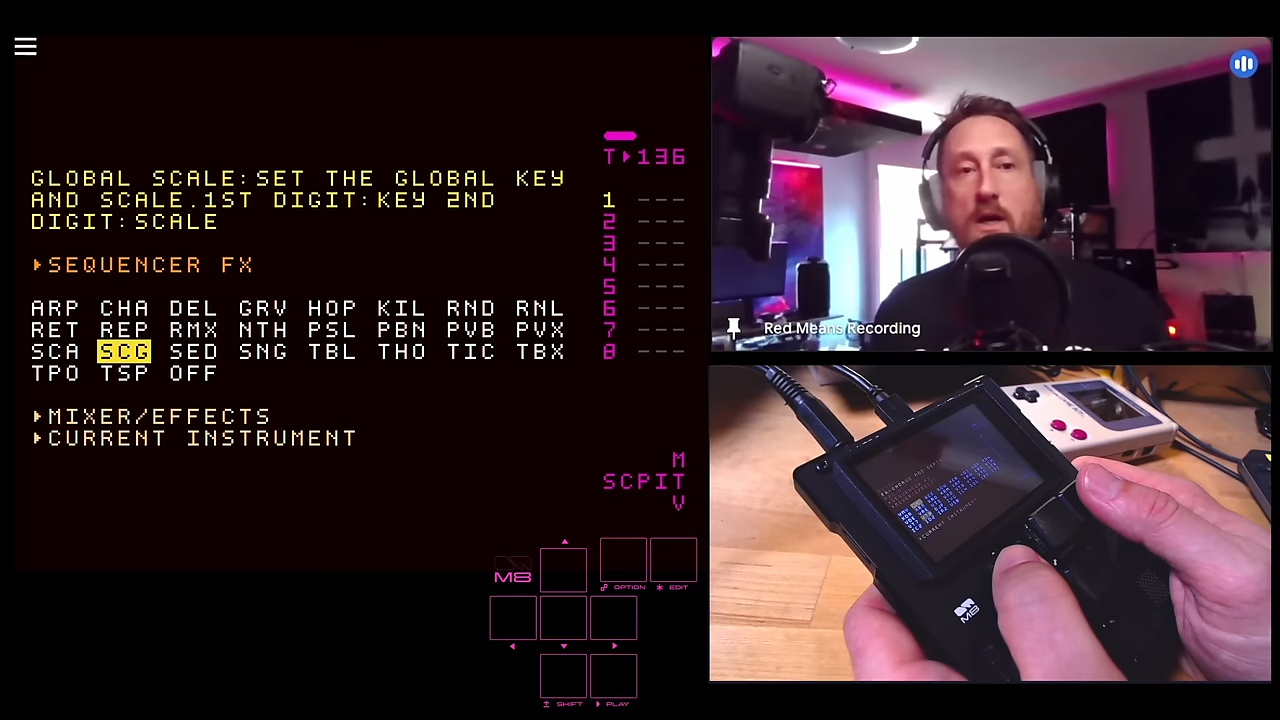 GLOBAL SCALE:SET THE GLOBAL KEY
AND SCALE.1ST DIGIT:KEY 2ND
DIGIT:SCALE
SEQUENCER FX
ARP CHA DEL GRV HOP KIL RND RNL
RET REP RMX NTH PSL PBN PVB PVX
SCA SCG SED SNG TBL THO TIC TBX
TPO TSP OFF
MIXER/EFFECTS
CURRENT INSTRUMENT
T 136
1 ---
2 ---
3 ---
4 ---
5 ---
6 ---
7 ---
8 ---
M
SCPIT
V
M8
OPTION
EDIT
SHIFT
PLAY
Red Means Recording
M8